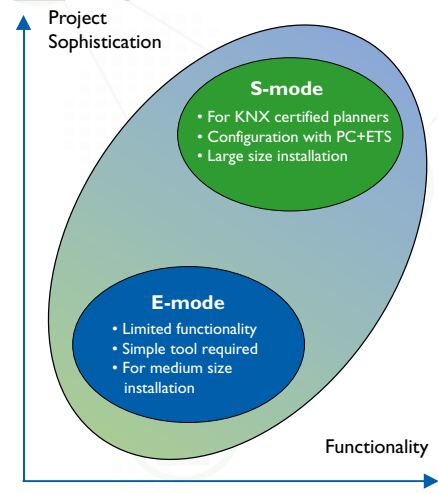 Project
Sophistication
S-mode
• For KNX certified planners
• Configuration with PC+ETS
• Large size installation
E-mode
• Limited functionality
• Simple tool required
• For medium size
installation
Functionality